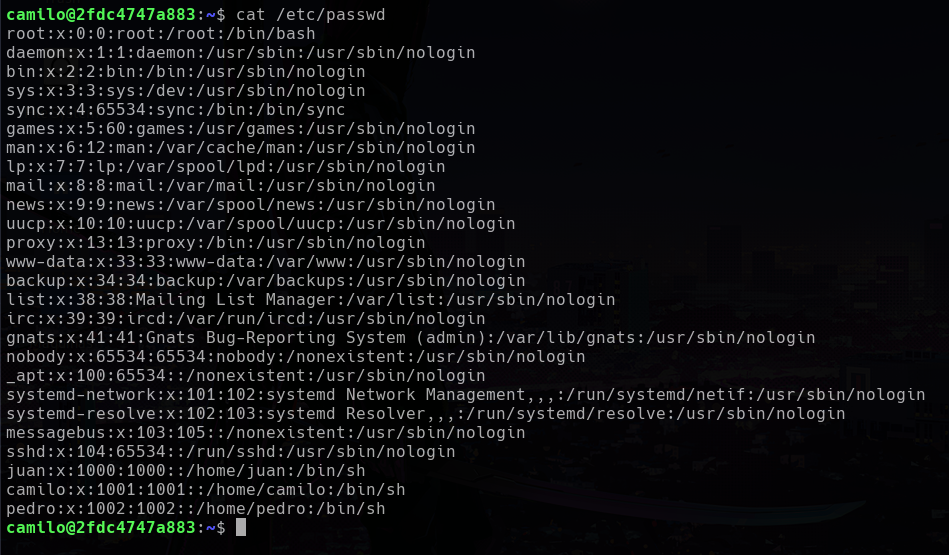 camilo@2fdc4747a883:~$ cat /etc/passwd
root:x:0:0:root:/root:/bin/bash
daemon:x:1:1:daemon:/usr/sbin:/usr/sbin/nologin
bin:x:2:2:bin:/bin:/usr/sbin/nologin
sys:x:3:3:sys:/dev:/usr/sbin/nologin
sync:x:4:65534:sync:/bin:/bin/sync
games:x:5:60:games:/usr/games:/usr/sbin/nologin
man:x:6:12:man:/var/cache/man:/usr/sbin/nologin
lp:x:7:7:lp:/var/spool/lpd:/usr/sbin/nologin
mail:x:8:8:mail:/var/mail:/usr/sbin/nologin
news:x:9:9:news:/var/spool/news:/usr/sbin/nologin
uucp:x:10:10:uucp:/var/spool/uucp:/usr/sbin/nologin
proxy:x:13:13:proxy:/bin:/usr/sbin/nologin
www-data:x:33:33:www-data:/var/www:/usr/sbin/nologin
backup:x:34:34:backup:/var/backups:/usr/sbin/nologin
list:x:38:38:Mailing List Manager:/var/list:/usr/sbin/nologin
irc:x:39:39:ircd:/var/run/ircd:/usr/sbin/nologin
gnats:x:41:41:Gnats Bug-Reporting System (admin):/var/lib/gnats:/usr/sbin/nologin
nobody:x:65534:65534:nobody:/nonexistent:/usr/sbin/nologin
_apt:x:100:65534::/nonexistent:/usr/sbin/nologin
systemd-network:x:101:102:systemd Network Management,,,:/run/systemd/netif:/usr/sbin/nologin
systemd-resolve:x:102:103:systemd Resolver,,,:/run/systemd/resolve:/usr/sbin/nologin
messagebus:x:103:105::/nonexistent:/usr/sbin/nologin
sshd:x:104:65534::/run/sshd:/usr/sbin/nologin
juan:x:1000:1000::/home/juan:/bin/sh
camilo:x:1001:1001::/home/camilo:/bin/sh
pedro:x:1002:1002::/home/pedro:/bin/sh
camilo@2fdc4747a883:~$